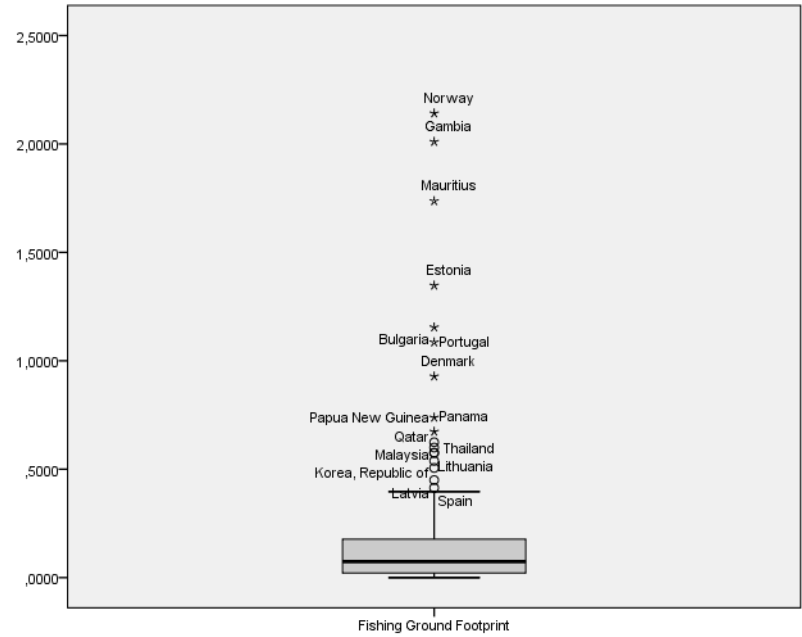 2,5000
Norway
2,0000
Gambia
Mauritius
1,5000
Estonia
Bulgaria
Portugal
1,0000
Denmark
Papua New Guinea
Panama
Qatar
Thailand
Malaysia
Lithuania
,5000
Korea, Republic of
Latvia
Spain
,0000
Fishing Ground Footprint